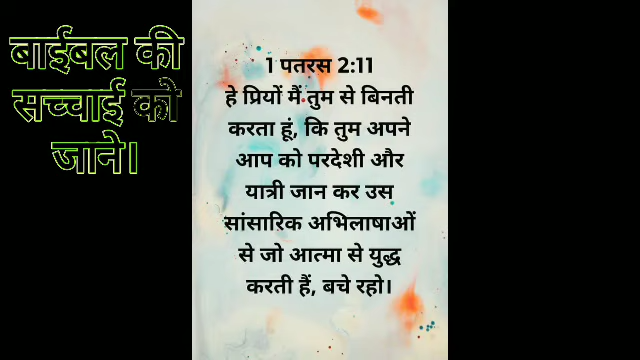 बाईबल की
सच्चाई को
जाने।
1 पतरस 2:11
हे प्रियों मैं तुम से बिनती
करता हूं, कि तुम अपने
आप को परदेशी और
यात्री जान कर उस
सांसारिक अभिलाषाओं
से जो आत्मा से युद्ध
करती हैं, बचे रहो।